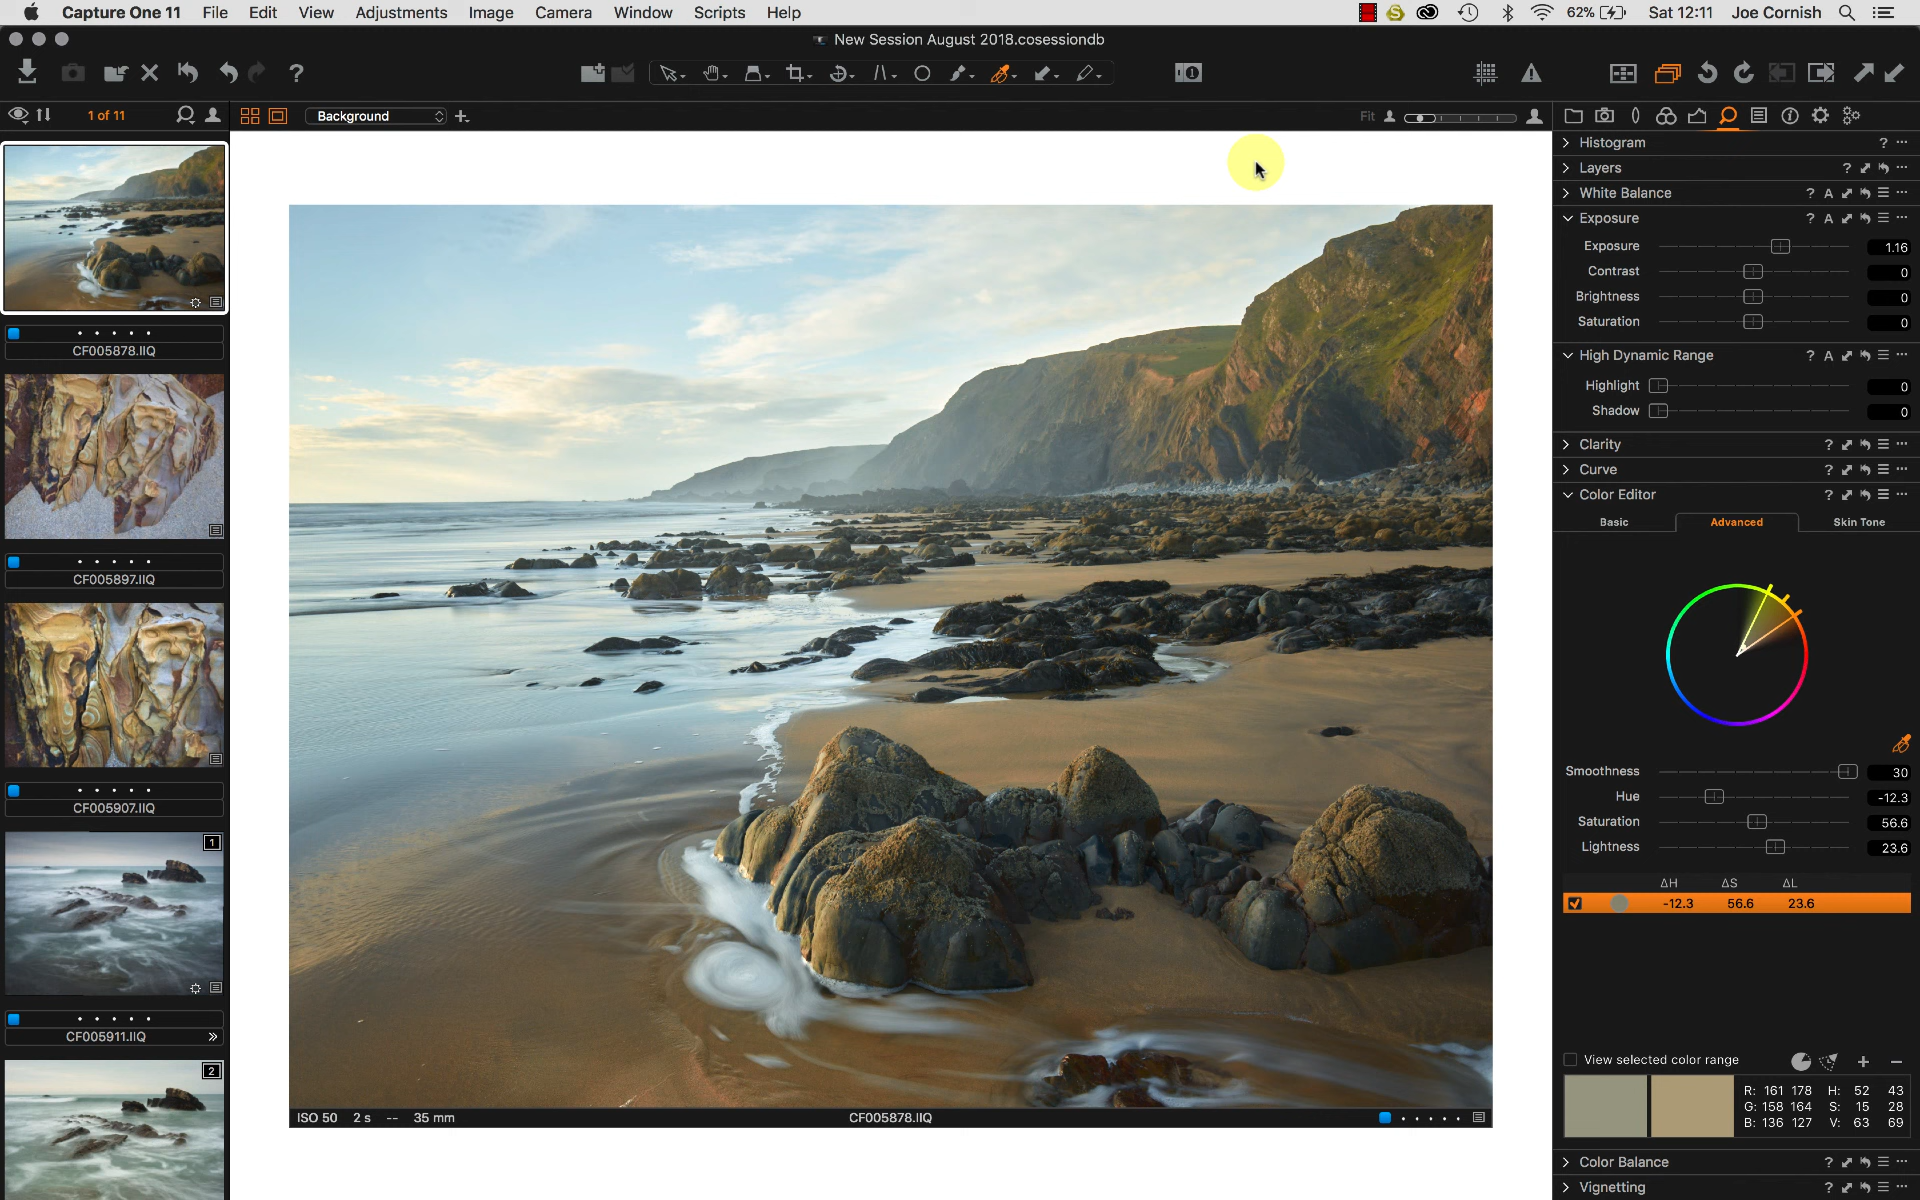 Capture One 11 File Edit View Adjustments Image Camera Window Scripts Help 62% Sat 12:11 Joe Cornish
New Session August 2018.cosessiondb
?
1 of 11
Background
Fit
CF005878.IIQ
CF005897.IIQ
CF005907.IIQ
1
CF005911.IIQ
2
ISO 50 2 s -- 35 mm CF005878.IIQ
Histogram ?
Layers ?
White Balance ? A
Exposure ? A
Exposure 1.16
Contrast 0
Brightness 0
Saturation 0
High Dynamic Range ? A
Highlight 0
Shadow 0
Clarity ?
Curve ?
Color Editor ?
Basic Advanced Skin Tone
Smoothness 30
Hue -12.3
Saturation 56.6
Lightness 23.6
ΔH ΔS ΔL
-12.3 56.6 23.6
View selected color range
R: 161 178 H: 52 43
G: 158 164 S: 15 28
B: 136 127 V: 63 69
Color Balance ?
Vignetting ?